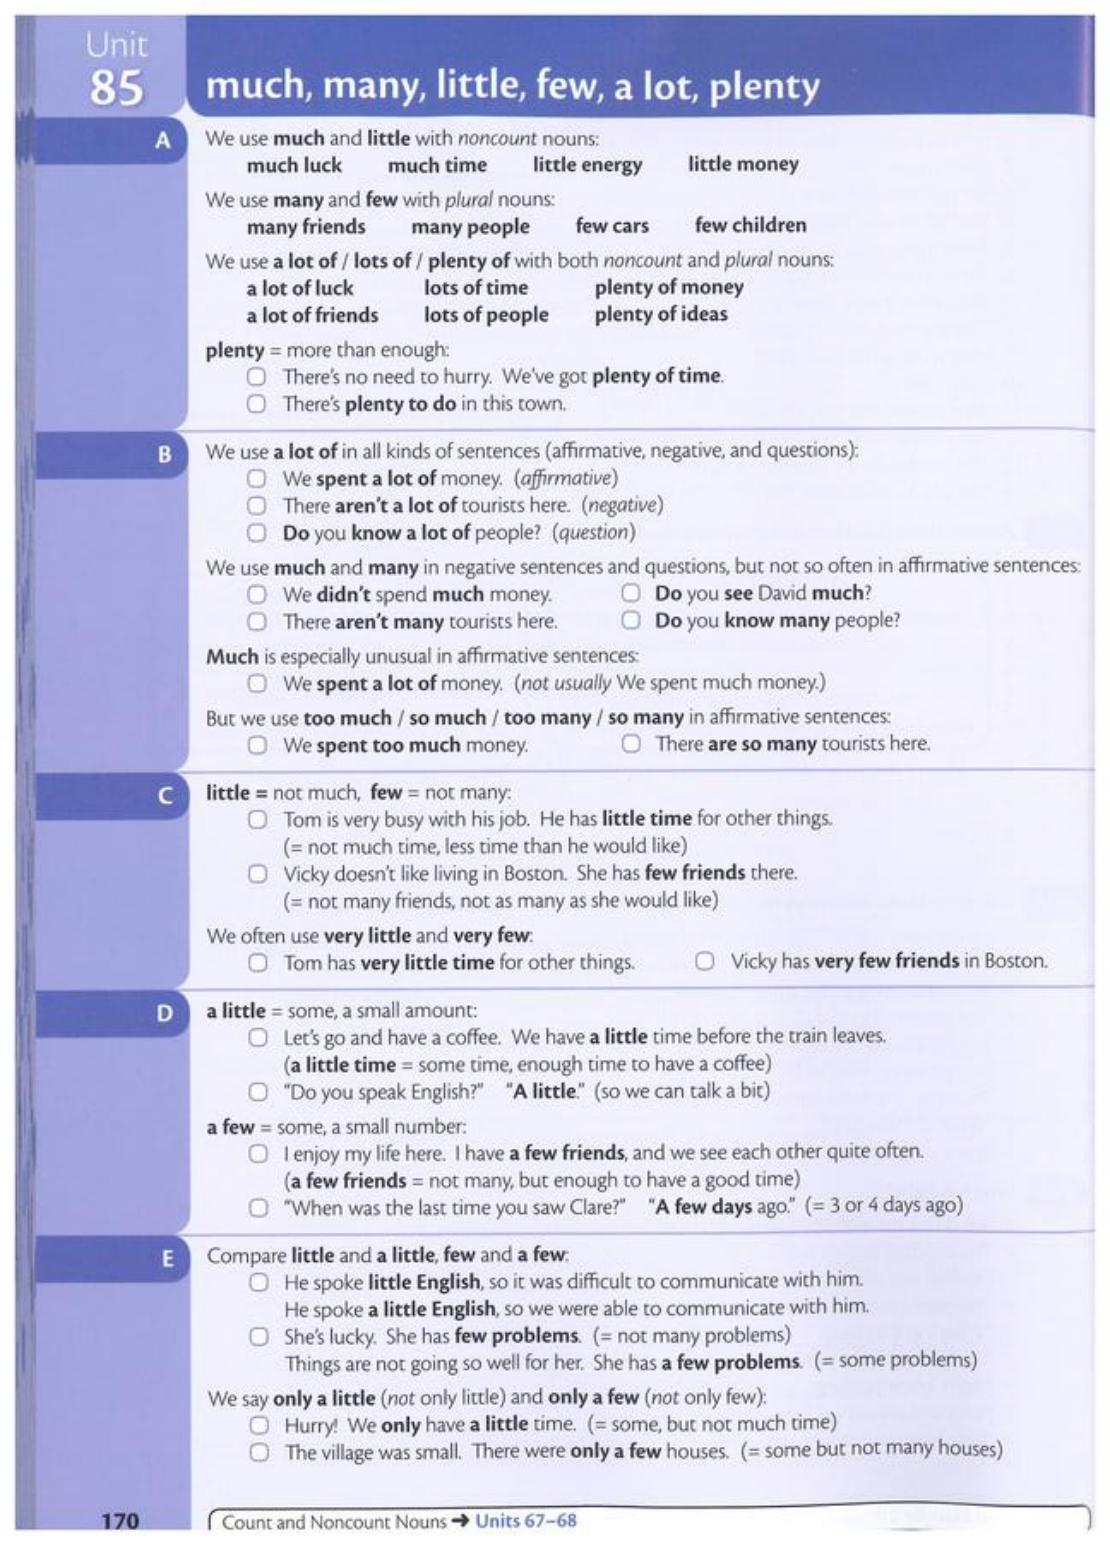 Unit
85
much, many, little, few, a lot, plenty
A
We use much and little with noncount nouns:
much luck much time little energy little money
We use many and few with plural nouns:
many friends many people few cars few children
We use a lot of / lots of / plenty of with both noncount and plural nouns:
a lot of luck lots of time plenty of money
a lot of friends lots of people plenty of ideas
plenty = more than enough:
There's no need to hurry. We've got plenty of time.
There's plenty to do in this town.
B
We use a lot of in all kinds of sentences (affirmative, negative, and questions):
We spent a lot of money. (affirmative)
There aren't a lot of tourists here. (negative)
Do you know a lot of people? (question)
We use much and many in negative sentences and questions, but not so often in affirmative sentences:
We didn't spend much money. Do you see David much?
There aren't many tourists here. Do you know many people?
Much is especially unusual in affirmative sentences:
We spent a lot of money. (not usually We spent much money.)
But we use too much / so much / too many / so many in affirmative sentences:
We spent too much money. There are so many tourists here.
C
little = not much, few = not many:
Tom is very busy with his job. He has little time for other things.
(= not much time, less time than he would like)
Vicky doesn't like living in Boston. She has few friends there.
(= not many friends, not as many as she would like)
We often use very little and very few:
Tom has very little time for other things. Vicky has very few friends in Boston.
D
a little = some, a small amount:
Let's go and have a coffee. We have a little time before the train leaves.
(a little time = some time, enough time to have a coffee)
"Do you speak English?" "A little." (so we can talk a bit)
a few = some, a small number:
I enjoy my life here. I have a few friends, and we see each other quite often.
(a few friends = not many, but enough to have a good time)
"When was the last time you saw Clare?" "A few days ago." (= 3 or 4 days ago)
E
Compare little and a little, few and a few:
He spoke little English, so it was difficult to communicate with him.
He spoke a little English, so we were able to communicate with him.
She's lucky. She has few problems. (= not many problems)
Things are not going so well for her. She has a few problems. (= some problems)
We say only a little (not only little) and only a few (not only few):
Hurry! We only have a little time. (= some, but not much time)
The village was small. There were only a few houses. (= some but not many houses)
170
Count and Noncount Nouns ➜ Units 67–68